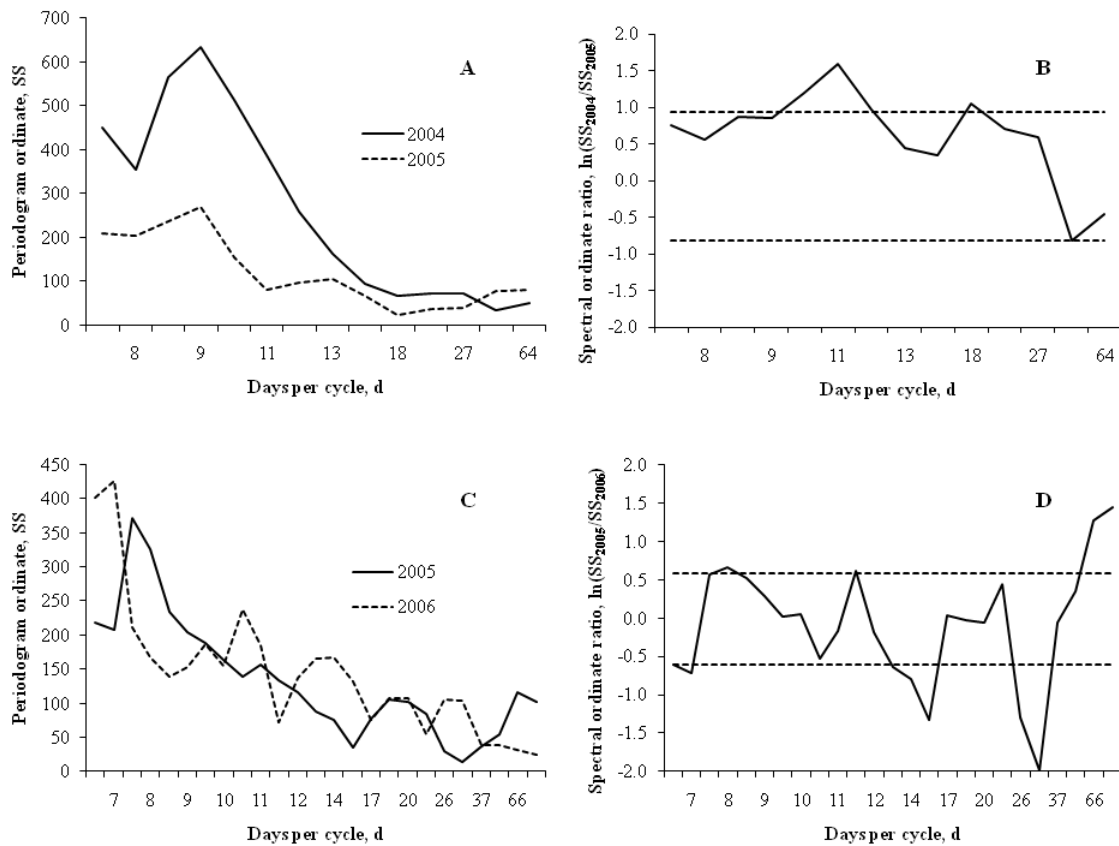 700
600
500
400
300
200
100
0
Periodogram ordinate, SS
A
2004
2005
8 9 11 13 18 27 64
Days per cycle, d
2.0
1.5
1.0
0.5
0.0
-0.5
-1.0
-1.5
-2.0
Spectral ordinate ratio, ln(SS2004/SS2005)
B
8 9 11 13 18 27 64
Days per cycle, d
450
400
350
300
250
200
150
100
50
0
Periodogram ordinate, SS
C
2005
2006
7 8 9 10 11 12 14 17 20 26 37 66
Days per cycle, d
2.0
1.5
1.0
0.5
0.0
-0.5
-1.0
-1.5
-2.0
Spectral ordinate ratio, ln(SS2005/SS2006)
D
7 8 9 10 11 12 14 17 20 26 37 66
Days per cycle, d